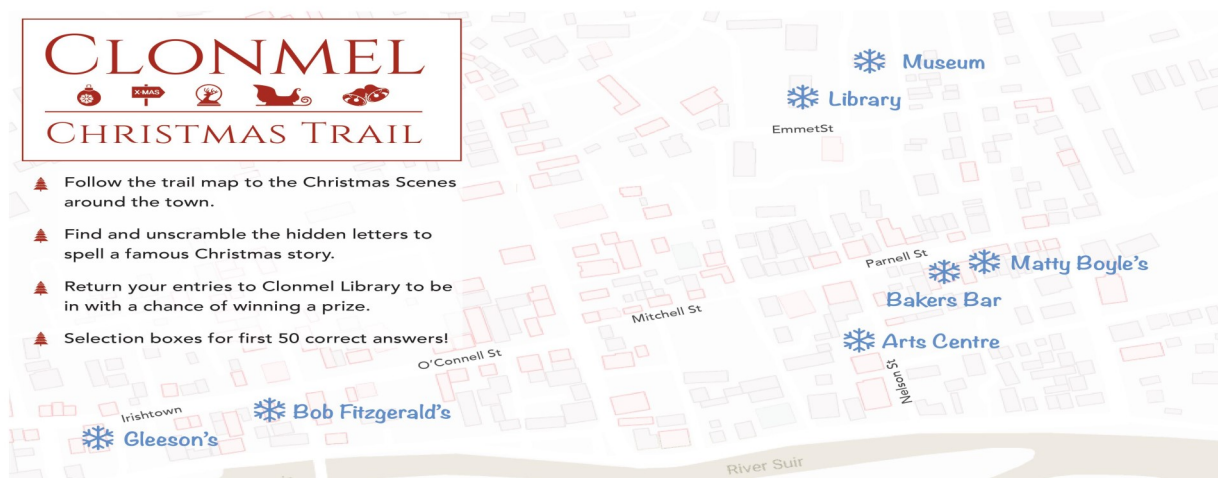 CLONMEL
X-MAS
CHRISTMAS TRAIL
Follow the trail map to the Christmas Scenes
around the town.
Find and unscramble the hidden letters to
spell a famous Christmas story.
Return your entries to Clonmel Library to be
in with a chance of winning a prize.
Selection boxes for first 50 correct answers!
Museum
Library
EmmetSt
Parnell St
Matty Boyle's
Bakers Bar
Mitchell St
Arts Centre
O'Connell St
Nelson St
Irishtown
Bob Fitzgerald's
Gleeson's
River Suir